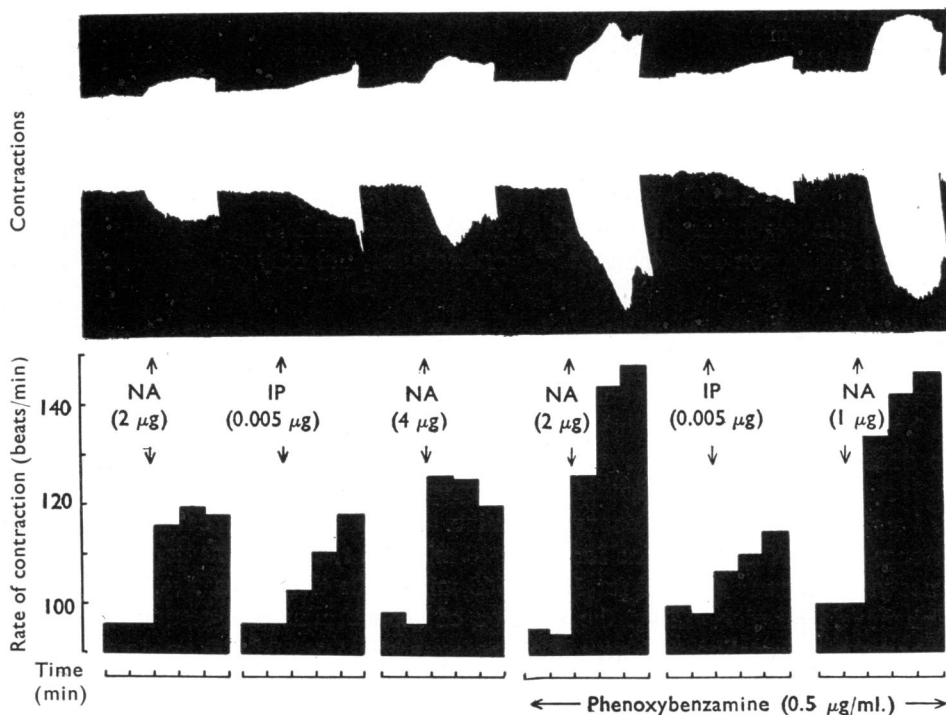 Contractions
Rate of contraction (beats/min)
140
120
100
NA
(2 μg)
IP
(0.005 μg)
NA
(4 μg)
NA
(2 μg)
IP
(0.005 μg)
NA
(1 μg)
Time
(min)
Phenoxybenzamine (0.5 μg/ml.)